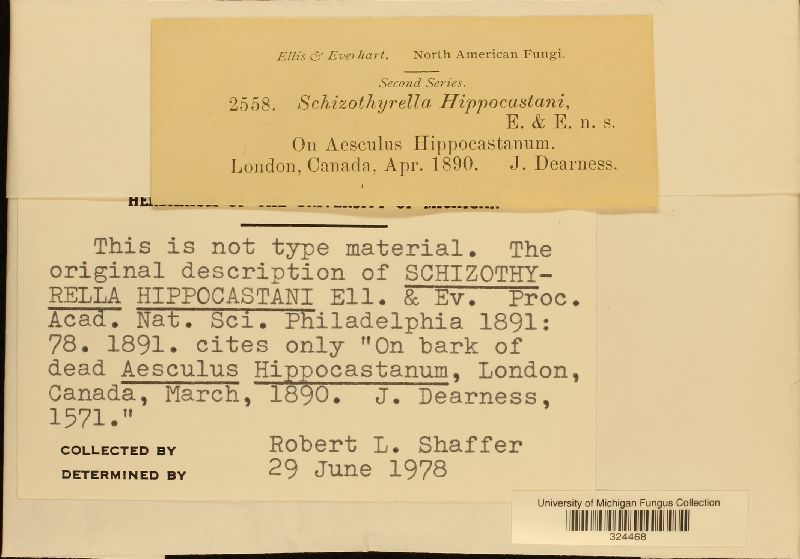 Ellis & Everhart. North American Fungi.
Second Series.
2558. Schizothyrella Hippocastani,
E. & E. n. s.
On Aesculus Hippocastanum.
London, Canada, Apr. 1890. J. Dearness.
This is not type material. The
original description of SCHIZOTHY-
RELLA HIPPOCASTANI Ell. & Ev. Proc.
Acad. Nat. Sci. Philadelphia 1891:
78. 1891. cites only "On bark of
dead Aesculus Hippocastanum, London,
Canada, March, 1890. J. Dearness,
1571."
COLLECTED BY Robert L. Shaffer
DETERMINED BY 29 June 1978
University of Michigan Fungus Collection
324468